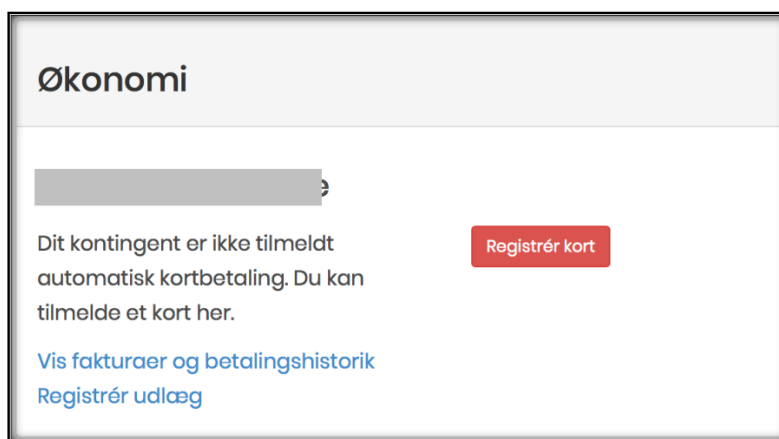 Økonomi
Dit kontingent er ikke tilmeldt
automatisk kortbetaling. Du kan
tilmelde et kort her.
Registrér kort
Vis fakturaer og betalingshistorik
Registrér udlæg